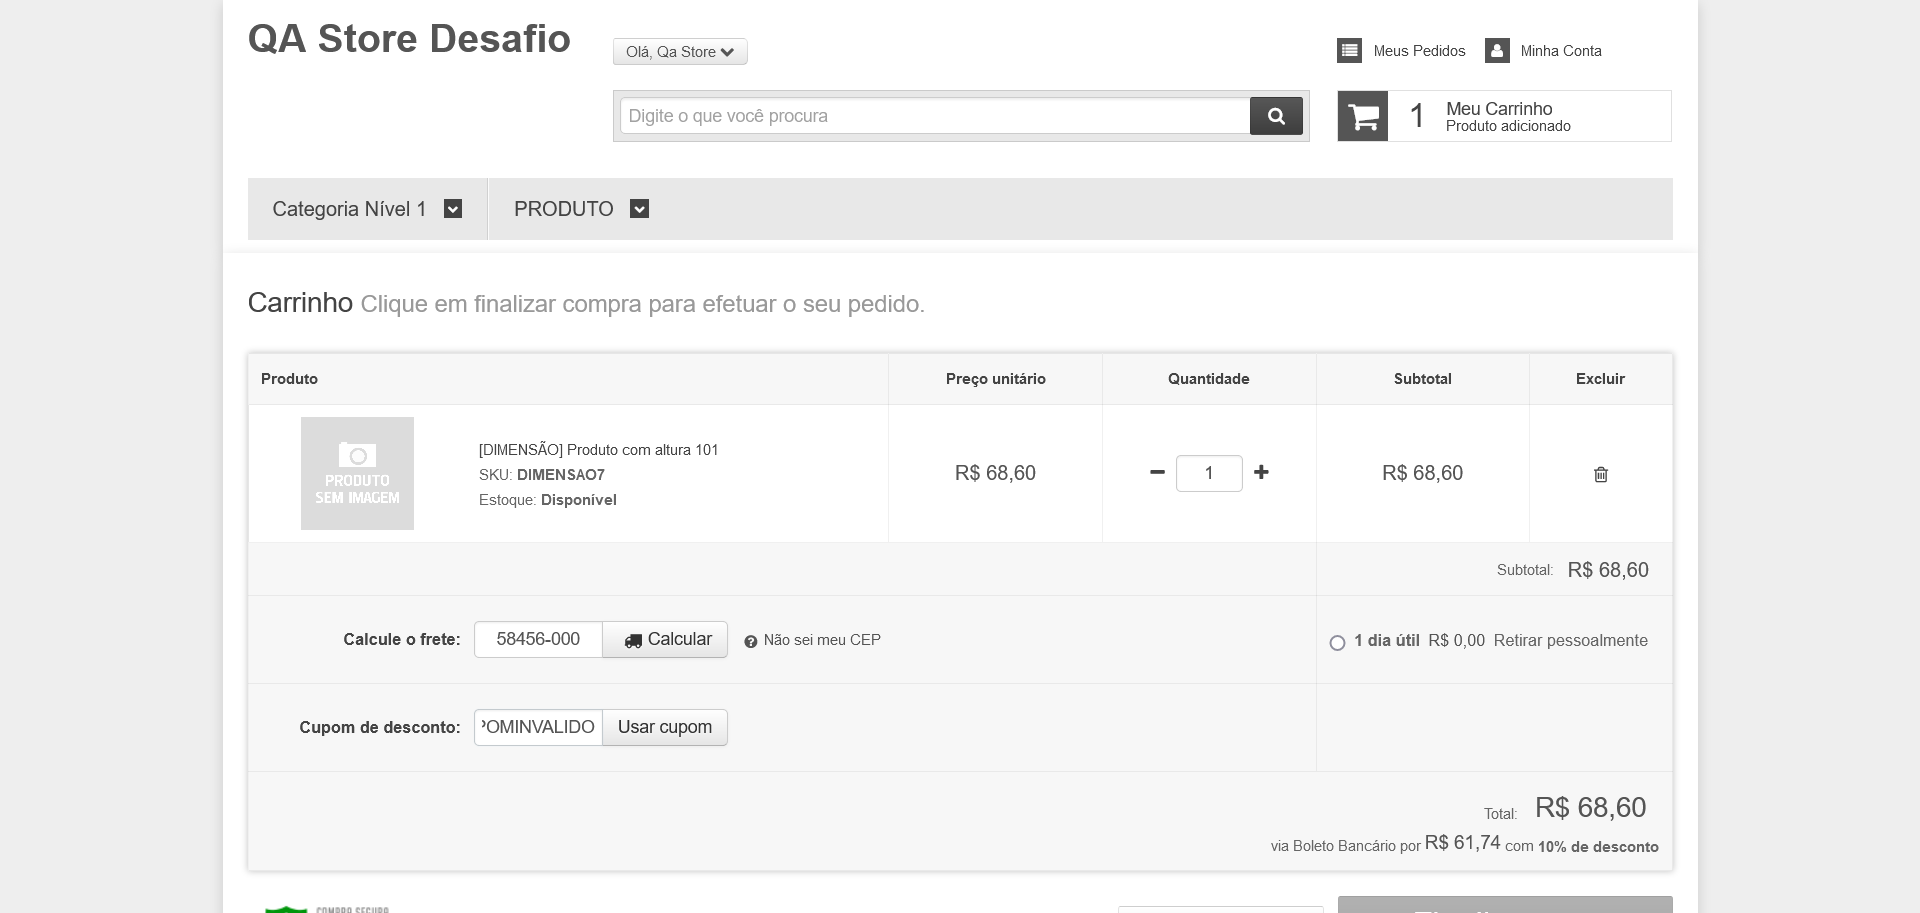 QA Store Desafio
Olá, Qa Store
Meus Pedidos
Minha Conta
Digite o que você procura
1
Meu Carrinho
Produto adicionado
Categoria Nível 1
PRODUTO
Carrinho Clique em finalizar compra para efetuar o seu pedido.
Produto
Preço unitário
Quantidade
Subtotal
Excluir
PRODUTO
SEM IMAGEM
[DIMENSÃO] Produto com altura 101
SKU: DIMENSAO7
Estoque: Disponível
R$ 68,60
1
R$ 68,60
Subtotal: R$ 68,60
Calcule o frete:
58456-000
Calcular
Não sei meu CEP
1 dia útil R$ 0,00 Retirar pessoalmente
Cupom de desconto:
POMINVALIDO
Usar cupom
Total: R$ 68,60
via Boleto Bancário por R$ 61,74 com 10% de desconto
COMPRA SEGURA